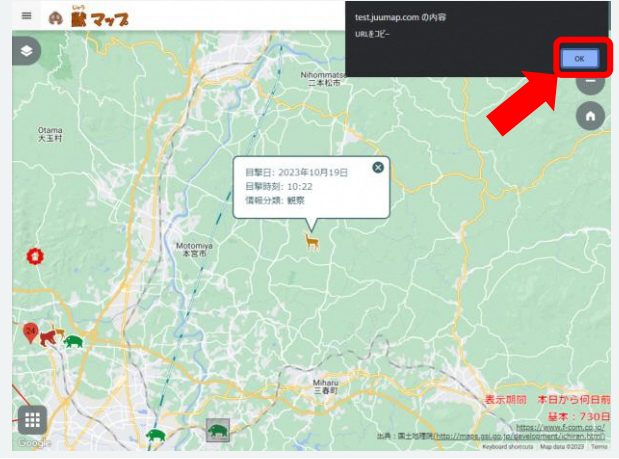 じゅう
獣マップ
test.juumap.com の内容
URLをコピー
OK
Nihommatsu
二本松市
Otama
大玉村
目撃日: 2023年10月19日
目撃時刻: 10:22
情報分類: 観察
Motomiya
本宮市
24
Miharu
三春町
表示期間 本日から何日前
基本：730日
https://www.f-com.co.jp/
出典：国土地理院(http://maps.gsi.go.jp/development/ichiran.html)
Google
Keyboard shortcuts Map data ©2023 Terms